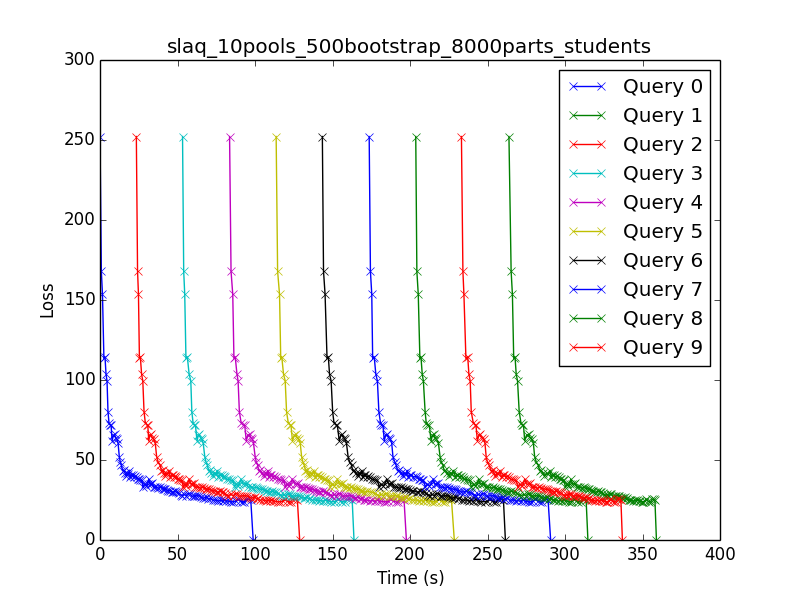 slaq_10pools_500bootstrap_8000parts_students
300
250
200
150
100
50
0
Loss
Query 0
Query 1
Query 2
Query 3
Query 4
Query 5
Query 6
Query 7
Query 8
Query 9
0 50 100 150 200 250 300 350 400
Time (s)